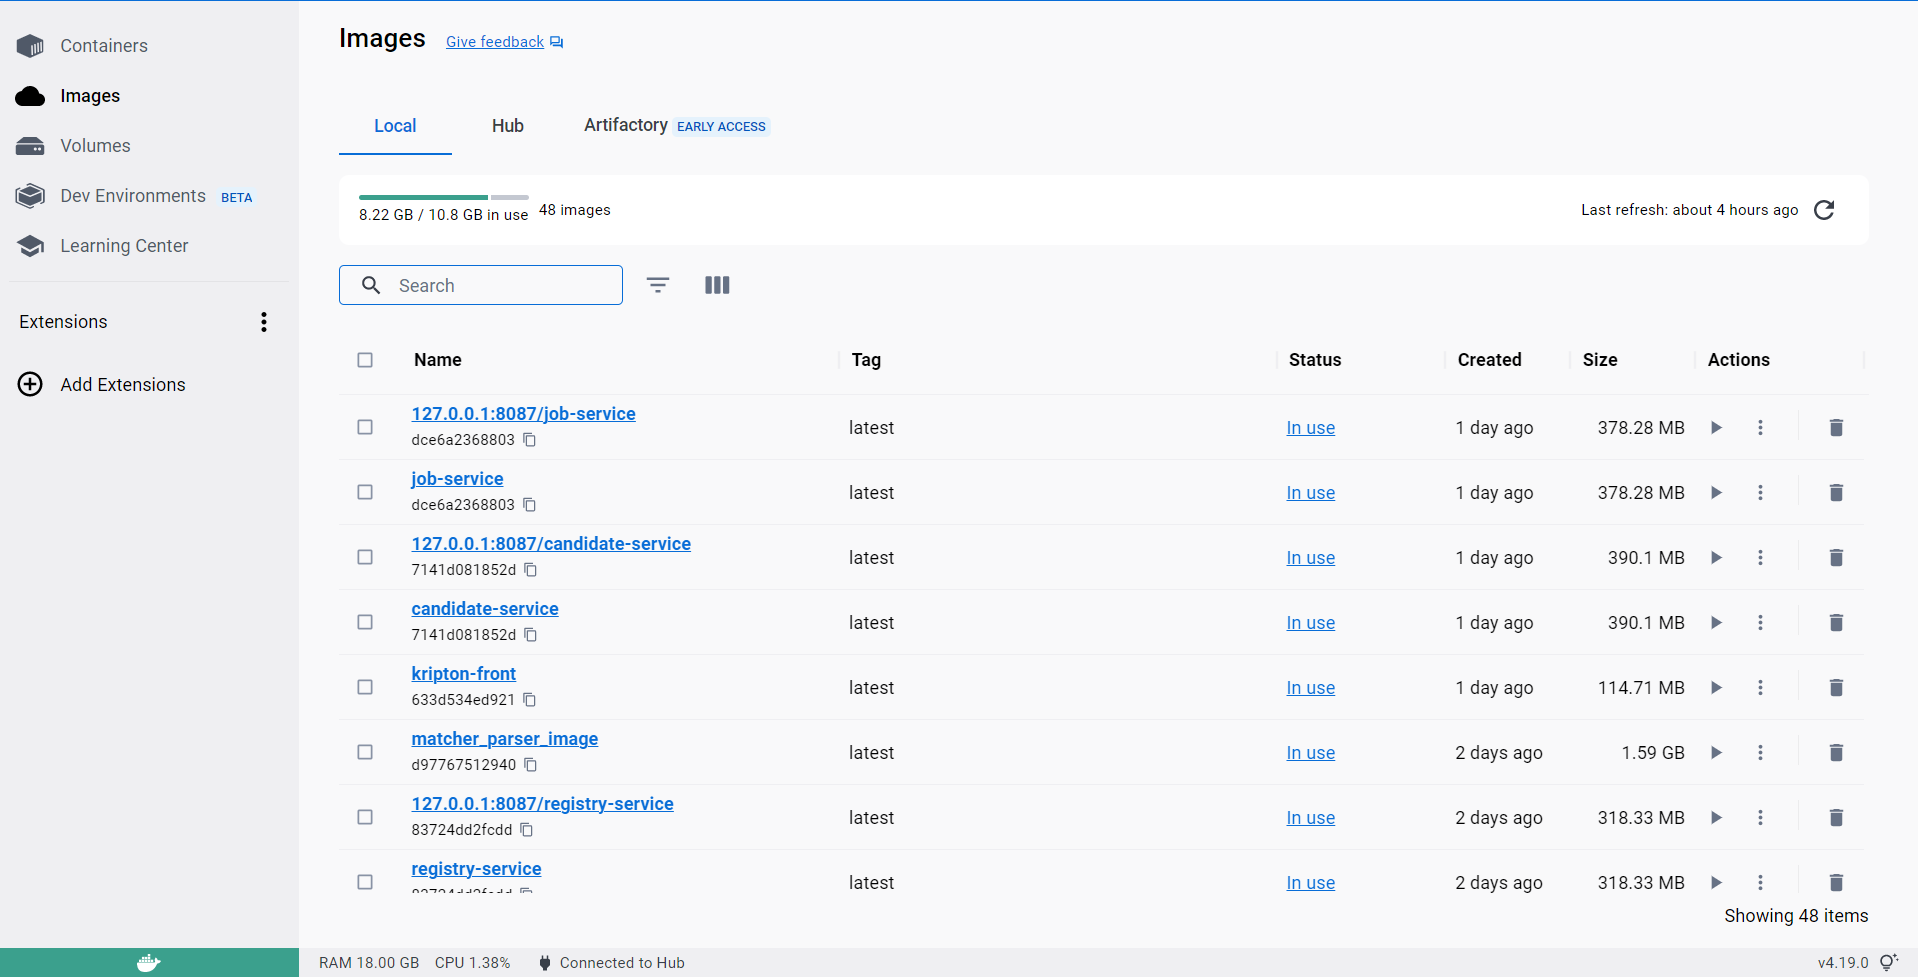 Containers
Images
Volumes
Dev Environments BETA
Learning Center
Extensions
Add Extensions
Images Give feedback
Local Hub Artifactory EARLY ACCESS
8.22 GB / 10.8 GB in use 48 images Last refresh: about 4 hours ago
Search
Name Tag Status Created Size Actions
127.0.0.1:8087/job-service
dce6a2368803
latest In use 1 day ago 378.28 MB
job-service
dce6a2368803
latest In use 1 day ago 378.28 MB
127.0.0.1:8087/candidate-service
7141d081852d
latest In use 1 day ago 390.1 MB
candidate-service
7141d081852d
latest In use 1 day ago 390.1 MB
kripton-front
633d534ed921
latest In use 1 day ago 114.71 MB
matcher_parser_image
d97767512940
latest In use 2 days ago 1.59 GB
127.0.0.1:8087/registry-service
83724dd2fcdd
latest In use 2 days ago 318.33 MB
registry-service
latest In use 2 days ago 318.33 MB
Showing 48 items
RAM 18.00 GB CPU 1.38% Connected to Hub v4.19.0